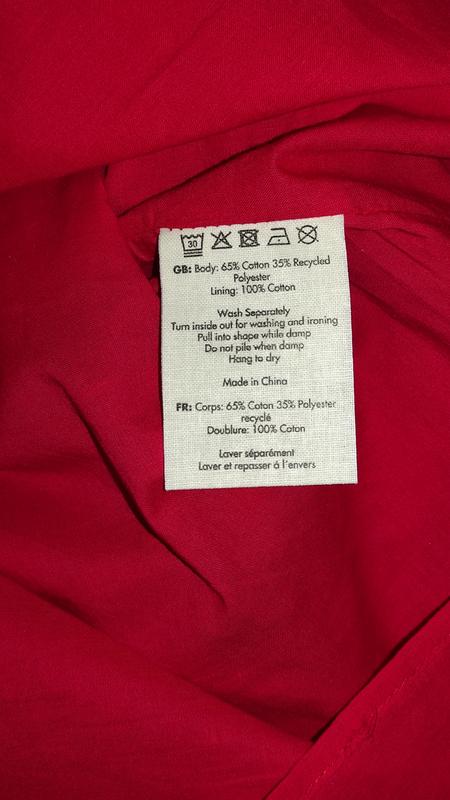 30
GB: Body: 65% Cotton 35% Recycled
Polyester
Lining: 100% Cotton
Wash Separately
Turn inside out for washing and ironing
Pull into shape while damp
Do not pile when damp
Hang to dry
Made in China
FR: Corps: 65% Coton 35% Polyester
recyclé
Doublure: 100% Coton
Laver séparément
Laver et repasser à l'envers